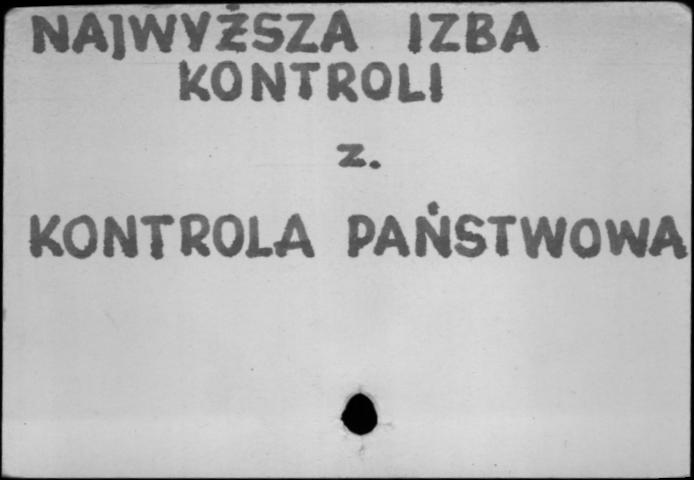 NAJWYŻSZA IZBA
KONTROLI
z.
KONTROLA PAŃSTWOWA